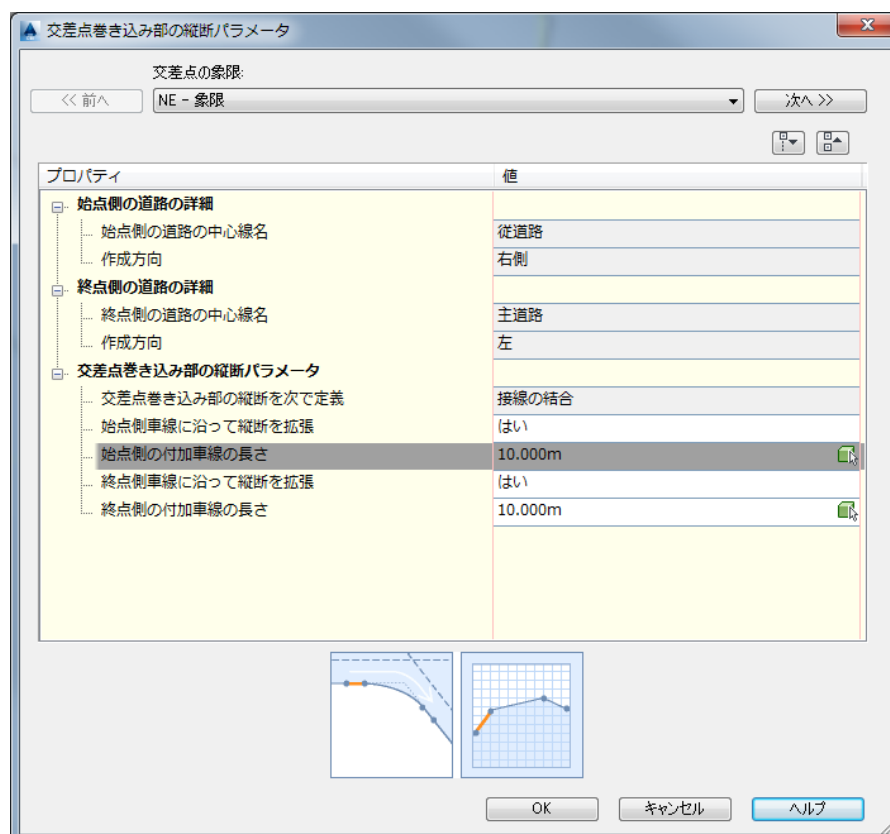 交差点巻き込み部の縦断パラメータ
交差点の象限:
<< 前へ
NE - 象限
次へ >>
プロパティ 値
始点側の道路の詳細
始点側の道路の中心線名 従道路
作成方向 右側
終点側の道路の詳細
終点側の道路の中心線名 主道路
作成方向 左
交差点巻き込み部の縦断パラメータ
交差点巻き込み部の縦断を次で定義 接線の結合
始点側車線に沿って縦断を拡張 はい
始点側の付加車線の長さ 10.000m
終点側車線に沿って縦断を拡張 はい
終点側の付加車線の長さ 10.000m
OK キャンセル ヘルプ